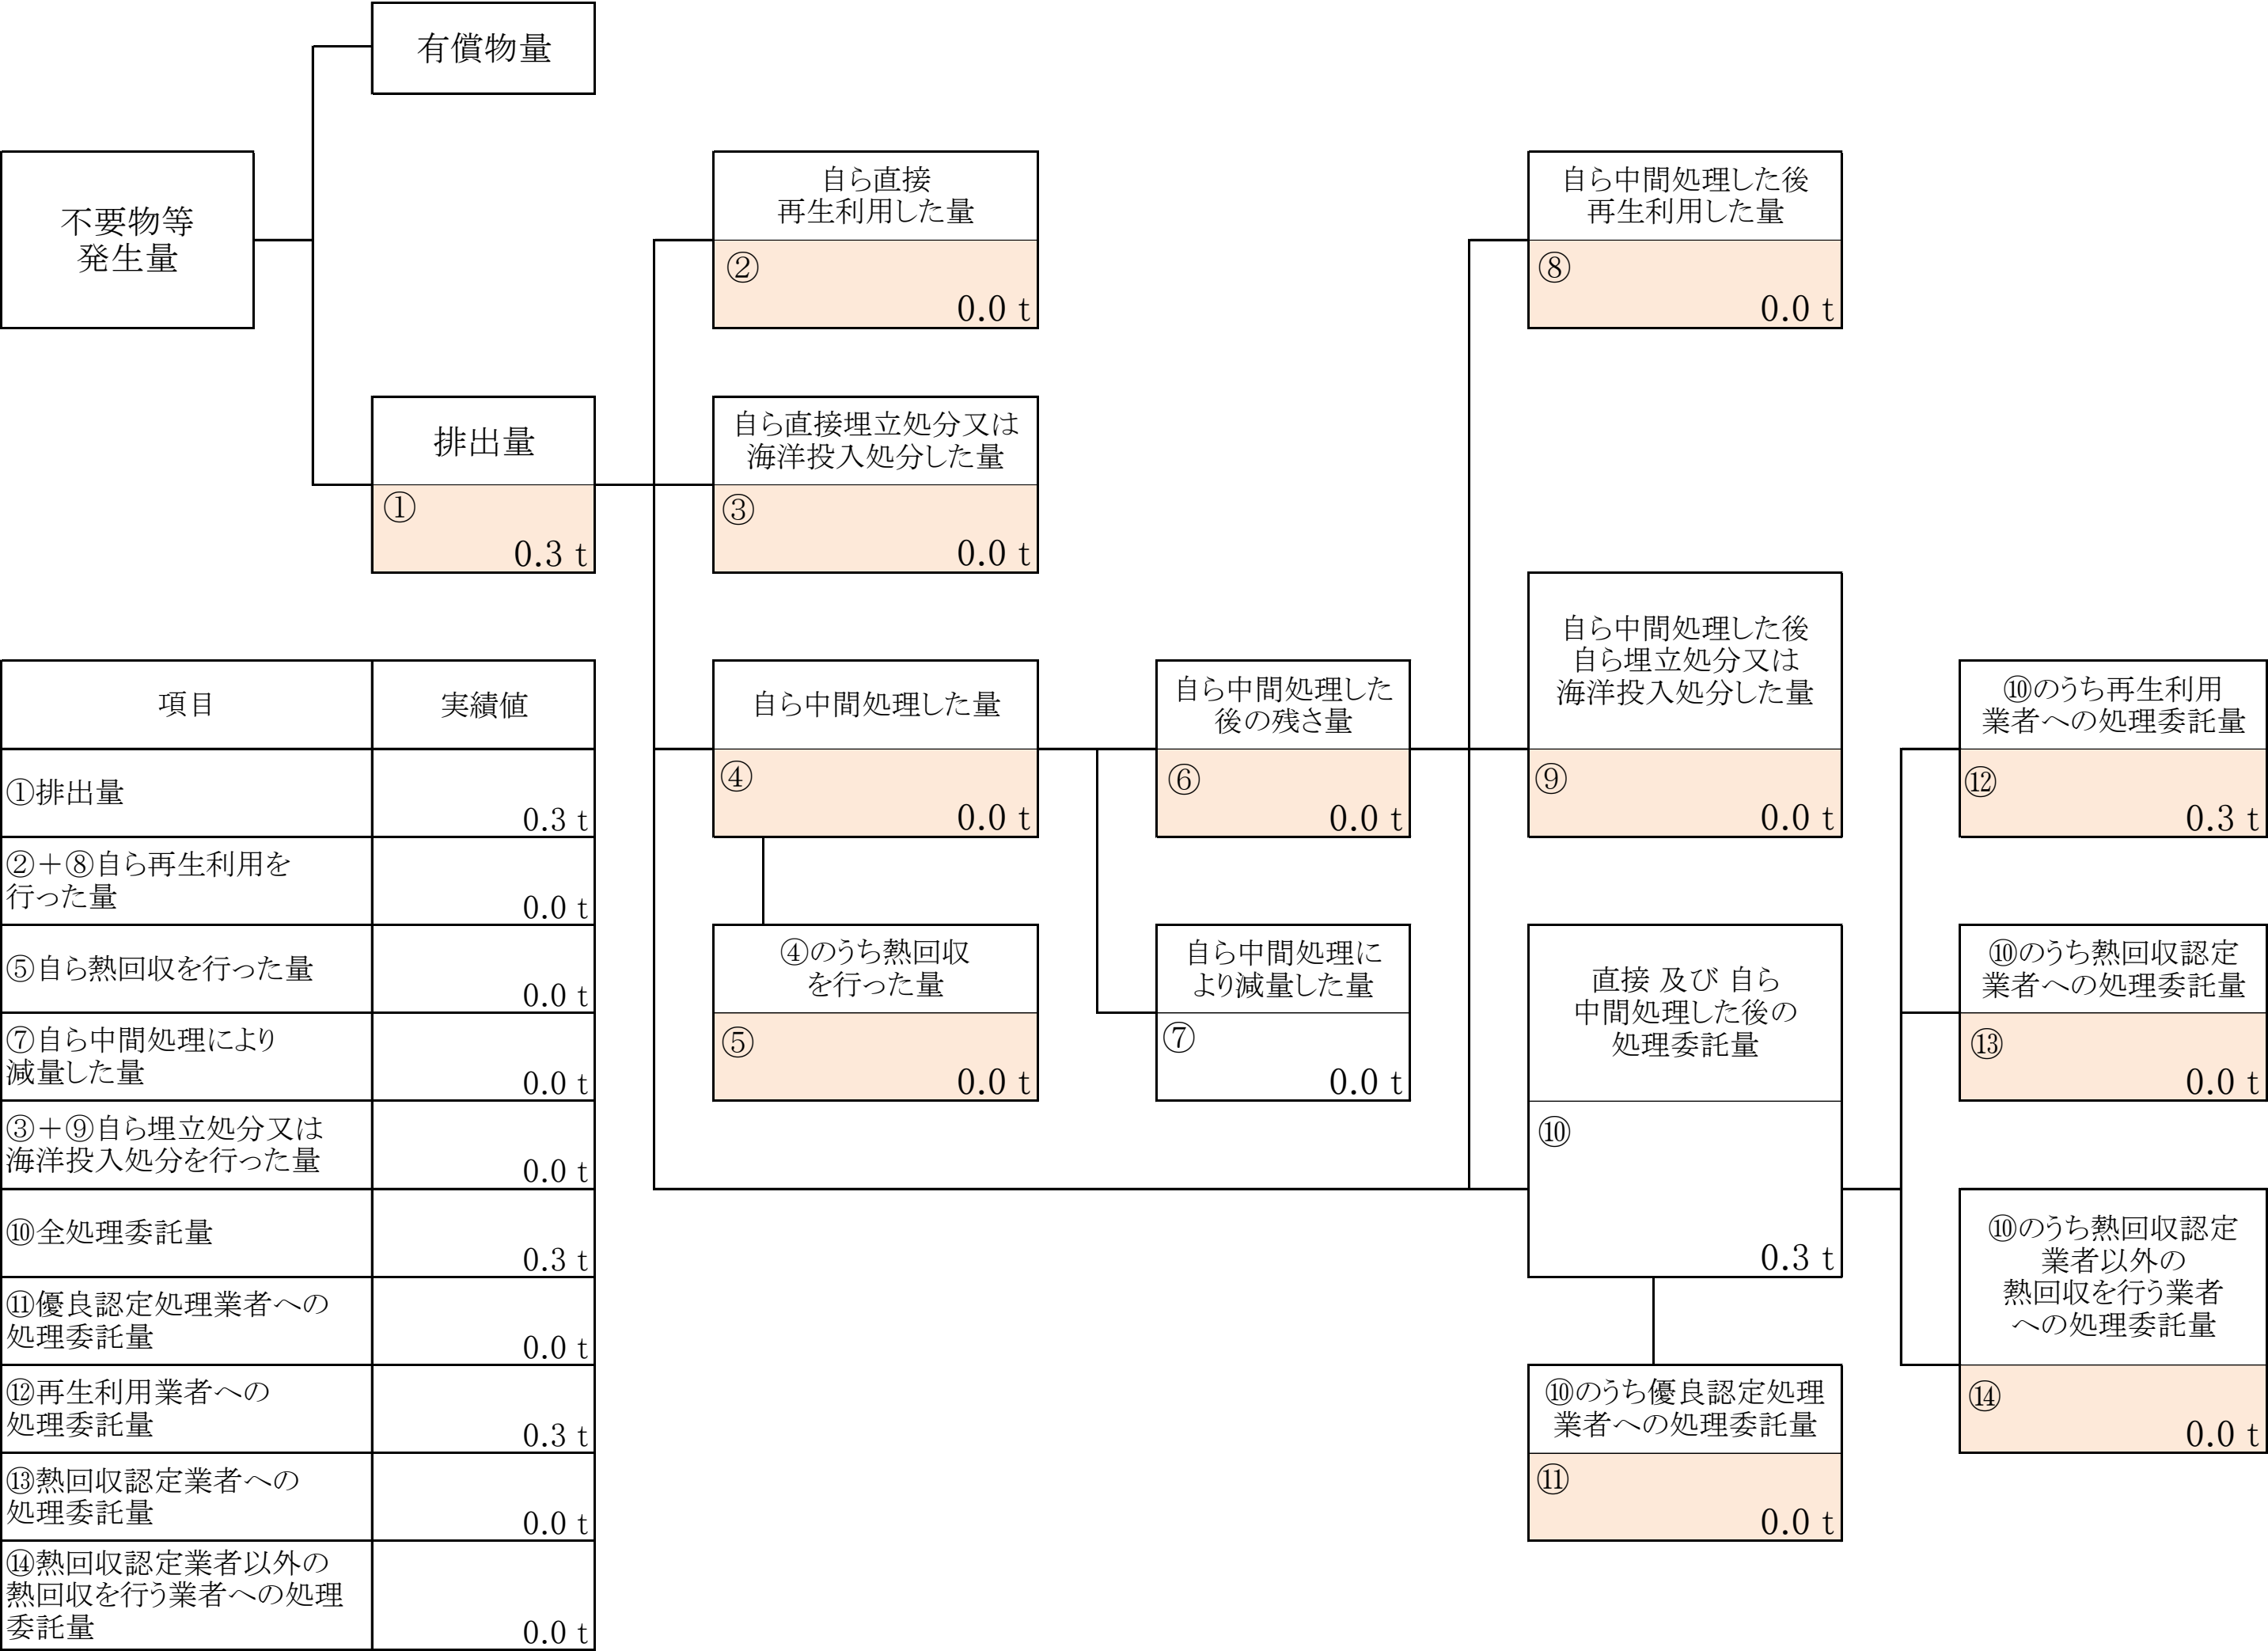 有償物量
不要物等
発生量
自ら直接
再生利用した量
②
0.0 t
自ら中間処理した後
再生利用した量
⑧
0.0 t
排出量
①
0.3 t
自ら直接埋立処分又は
海洋投入処分した量
③
0.0 t
自ら中間処理した量
④
0.0 t
自ら中間処理した
後の残さ量
⑥
0.0 t
自ら中間処理した後
自ら埋立処分又は
海洋投入処分した量
⑨
0.0 t
⑩のうち再生利用
業者への処理委託量
⑫
0.3 t
④のうち熱回収
を行った量
⑤
0.0 t
自ら中間処理に
より減量した量
⑦
0.0 t
直接 及び 自ら
中間処理した後の
処理委託量
⑩
0.3 t
⑩のうち熱回収認定
業者への処理委託量
⑬
0.0 t
⑩のうち熱回収認定
業者以外の
熱回収を行う業者
への処理委託量
⑭
0.0 t
⑩のうち優良認定処理
業者への処理委託量
⑪
0.0 t
項目 実績値
①排出量
0.3 t
②＋⑧自ら再生利用を
行った量
0.0 t
⑤自ら熱回収を行った量
0.0 t
⑦自ら中間処理により
減量した量
0.0 t
③＋⑨自ら埋立処分又は
海洋投入処分を行った量
0.0 t
⑩全処理委託量
0.3 t
⑪優良認定処理業者への
処理委託量
0.0 t
⑫再生利用業者への
処理委託量
0.3 t
⑬熱回収認定業者への
処理委託量
0.0 t
⑭熱回収認定業者以外の
熱回収を行う業者への処理
委託量
0.0 t